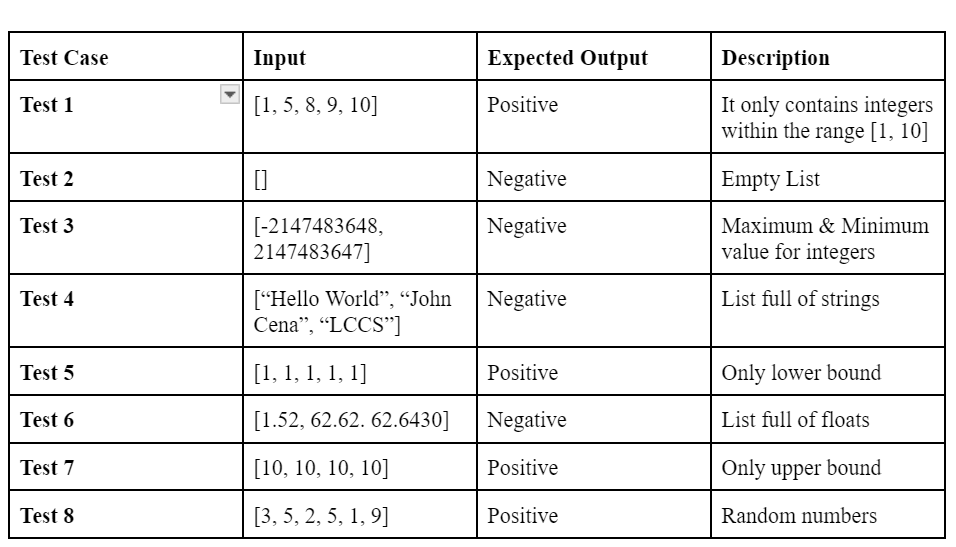 Test Case Input Expected Output Description
Test 1 [1, 5, 8, 9, 10] Positive It only contains integers
within the range [1, 10]
Test 2 [] Negative Empty List
Test 3 [-2147483648, Negative Maximum & Minimum
2147483647] value for integers
Test 4 [“Hello World”, “John Negative List full of strings
Cena”, “LCCS”]
Test 5 [1, 1, 1, 1, 1] Positive Only lower bound
Test 6 [1.52, 62.62. 62.6430] Negative List full of floats
Test 7 [10, 10, 10, 10] Positive Only upper bound
Test 8 [3, 5, 2, 5, 1, 9] Positive Random numbers